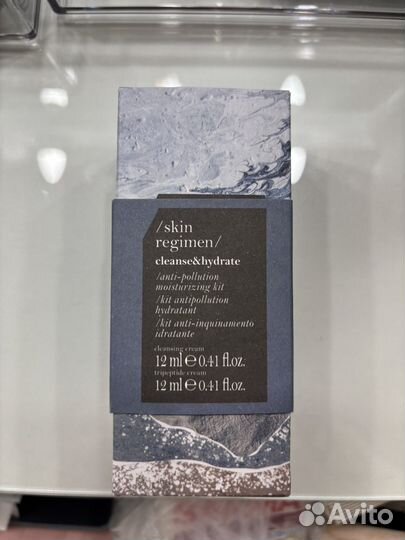 /skin
regimen/
cleanse&hydrate
/anti-pollution
moisturizing kit
/kit antipollution
hydratant
/kit anti-inquinamento
idratante
cleansing cream
12 ml ℮ 0.41 fl.oz.
tripeptide cream
12 ml ℮ 0.41 fl.oz.
Avito